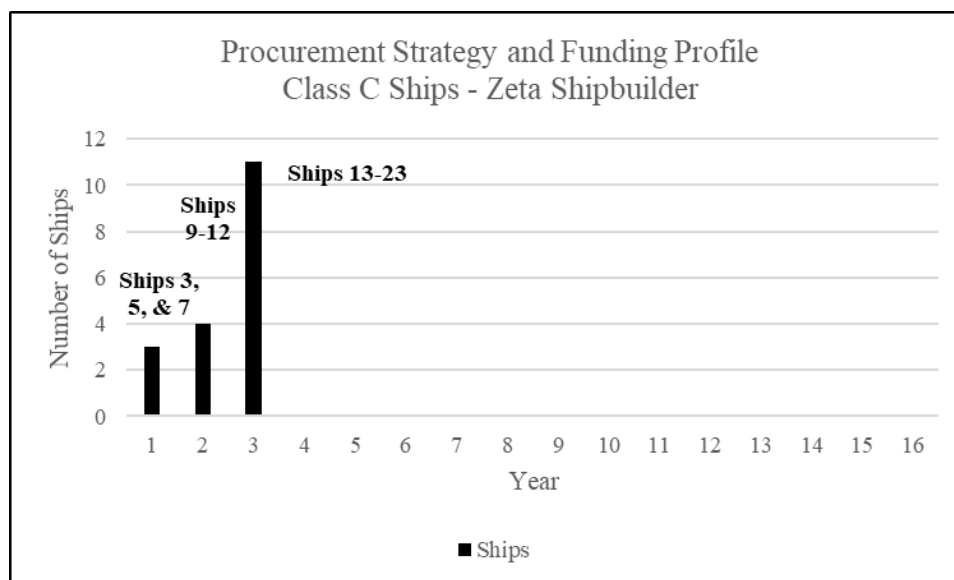 Procurement Strategy and Funding Profile
Class C Ships - Zeta Shipbuilder
Number of Ships
12
10
8
6
4
2
0
Ships 3,
5, & 7
Ships
9-12
Ships 13-23
1 2 3 4 5 6 7 8 9 10 11 12 13 14 15 16
Year
Ships